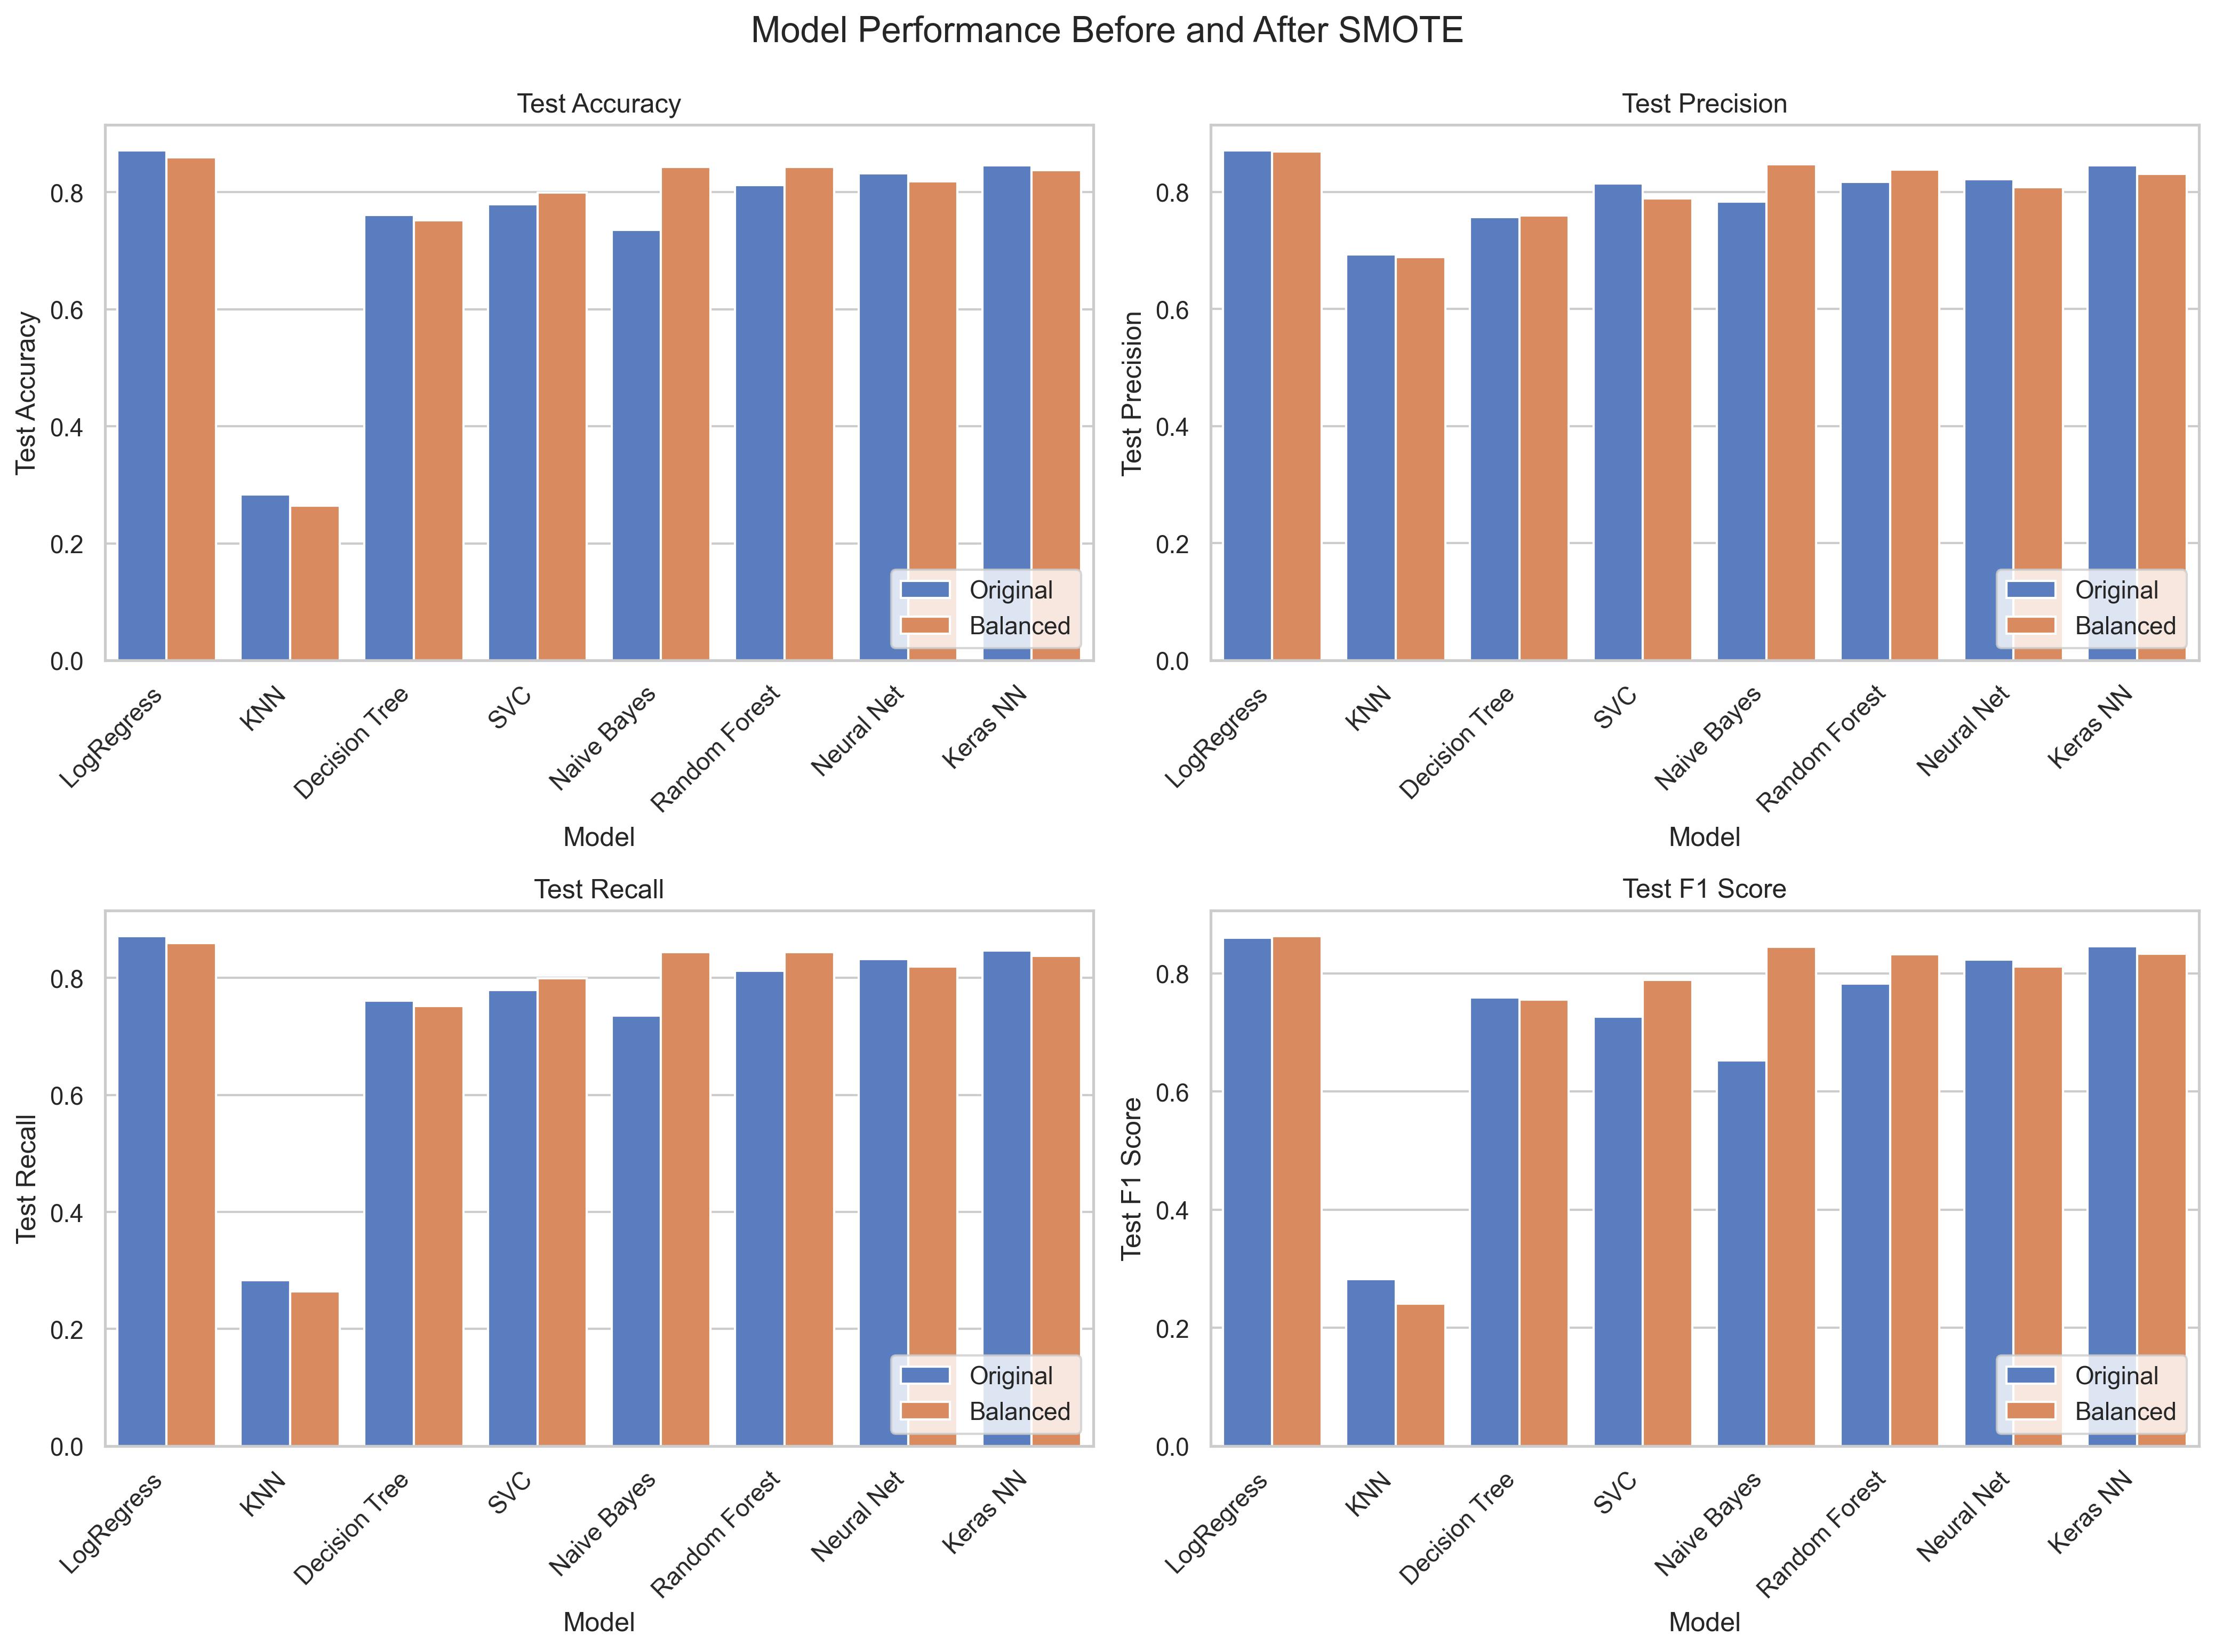 Model Performance Before and After SMOTE
Test Accuracy
Test Accuracy
0.8
0.6
0.4
0.2
0.0
Original
Balanced
LogRegress
KNN
Decision Tree
SVC
Naive Bayes
Random Forest
Neural Net
Keras NN
Model
Test Precision
Test Precision
0.8
0.6
0.4
0.2
0.0
Original
Balanced
LogRegress
KNN
Decision Tree
SVC
Naive Bayes
Random Forest
Neural Net
Keras NN
Model
Test Recall
Test Recall
0.8
0.6
0.4
0.2
0.0
Original
Balanced
LogRegress
KNN
Decision Tree
SVC
Naive Bayes
Random Forest
Neural Net
Keras NN
Model
Test F1 Score
Test F1 Score
0.8
0.6
0.4
0.2
0.0
Original
Balanced
LogRegress
KNN
Decision Tree
SVC
Naive Bayes
Random Forest
Neural Net
Keras NN
Model